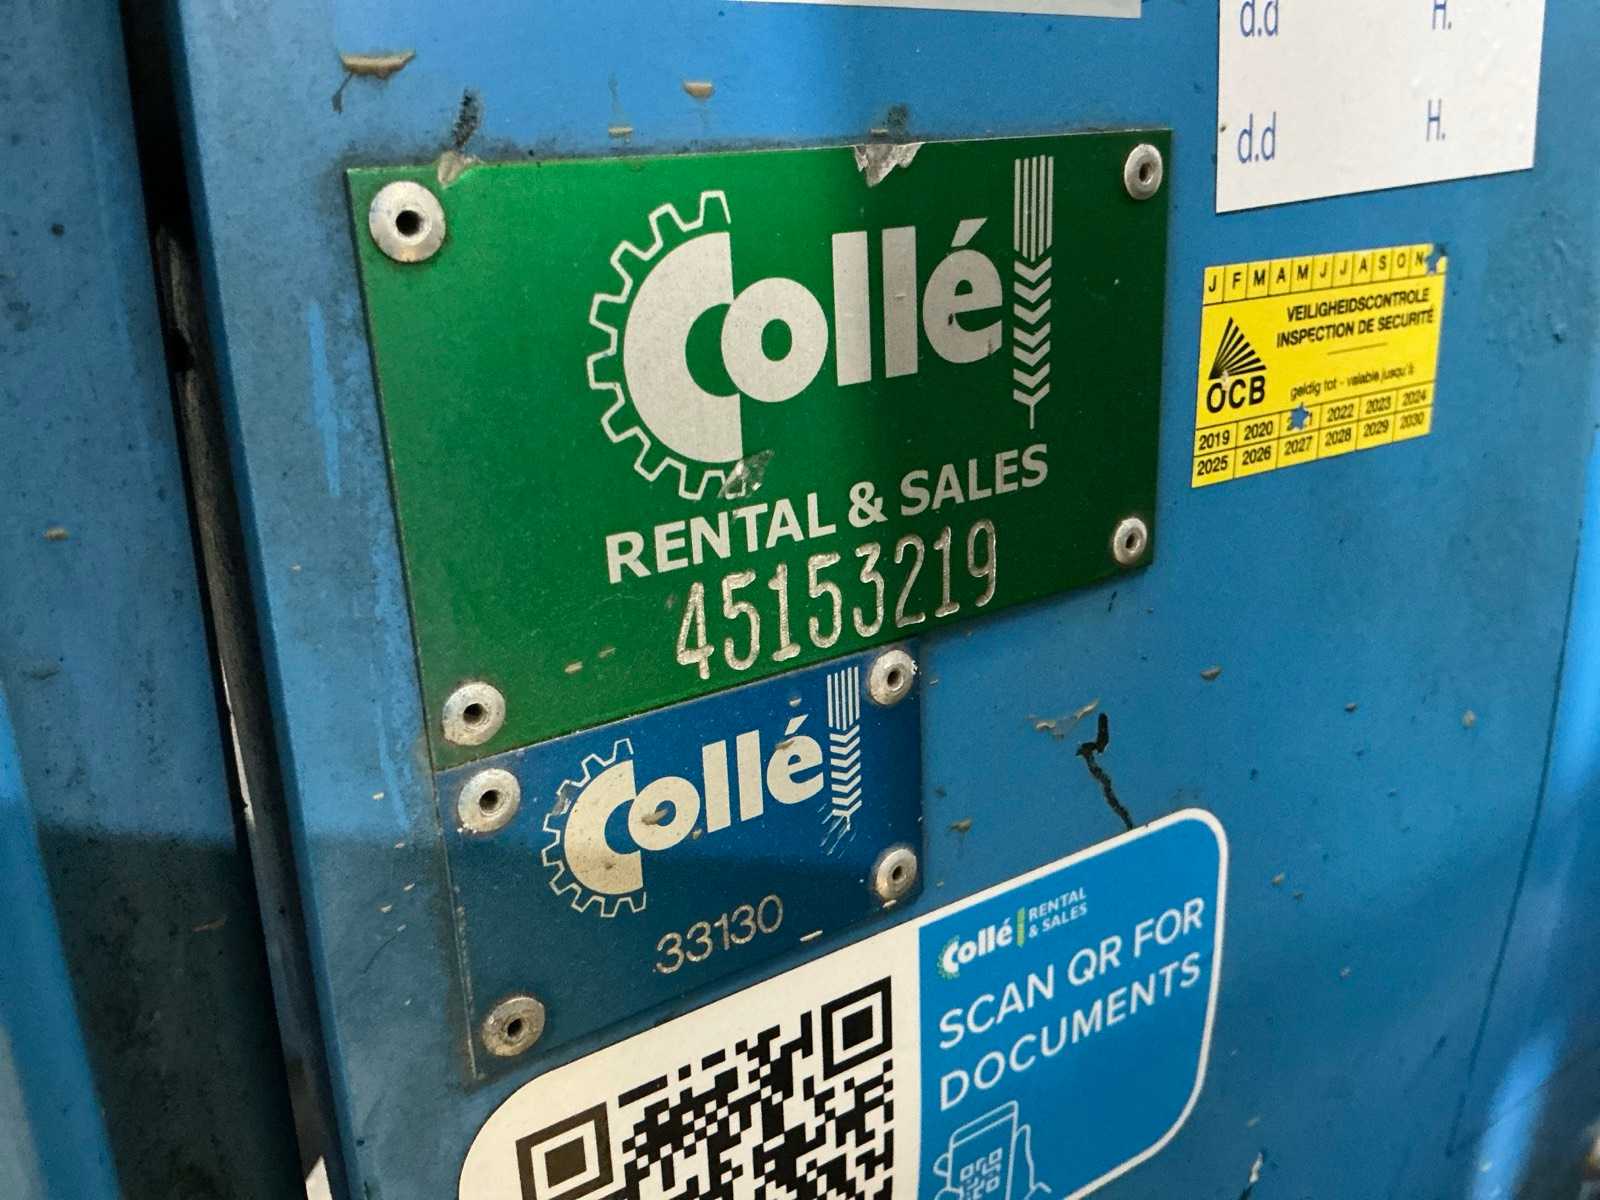 d.d H.
d.d H.
Collé
RENTAL & SALES
45153219
J F M A M J J A S O N
VEILIGHEIDSCONTROLE
INSPECTION DE SECURITÉ
OCB
geldig tot - valable jusqu'à
2019 2020 2022 2023 2024
2025 2026 2027 2028 2029 2030
Collé
33130
Collé RENTAL
& SALES
SCAN QR FOR
DOCUMENTS